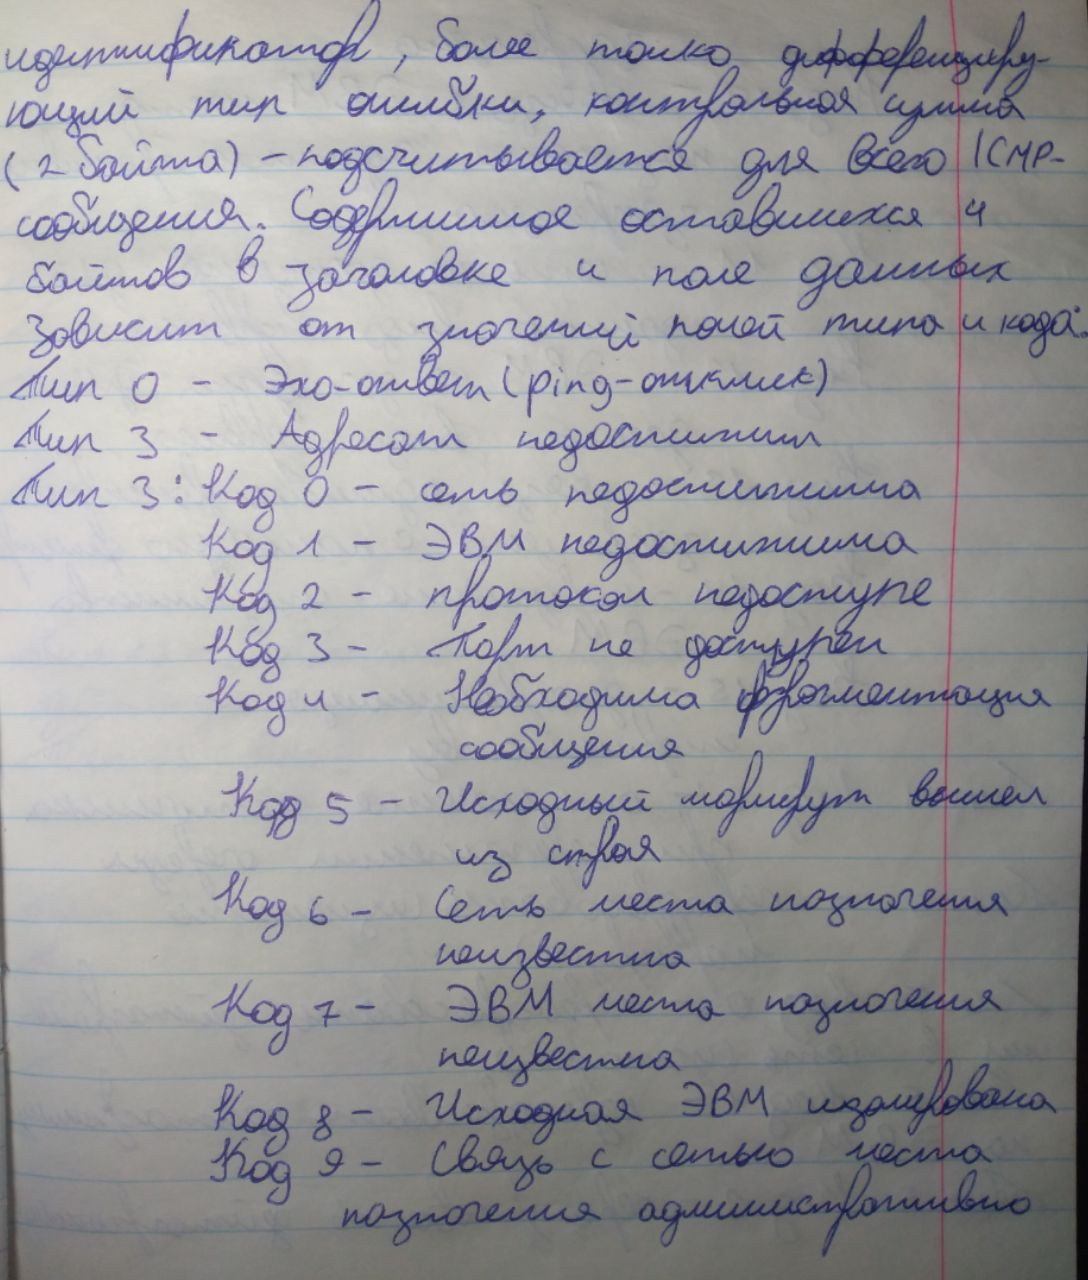 идентификатор, более тонко дифференциру-
ющий тип ошибки, контрольная сумма
(2 байта) - подсчитывается для всего ICMP-
сообщения. Содержимое оставшихся 4
байтов в заголовке и поле данных
зависит от значений полей типа и кода:
Тип 0 - Эхо-ответ (ping-отклик)
Тип 3 - Адресат недостижим
Тип 3: Код 0 - сеть недостижима
Код 1 - ЭВМ недостижима
Код 2 - протокол недоступе
Код 3 - Порт не доступен
Код 4 - Необходима фрагментация
сообщения
Код 5 - Исходный маршрут вышел
из строя
Код 6 - Сеть места назначения
неизвестна
Код 7 - ЭВМ места назначения
неизвестна
Код 8 - Исходная ЭВМ изолирована
Код 9 - Связь с сетью места
назначения административно